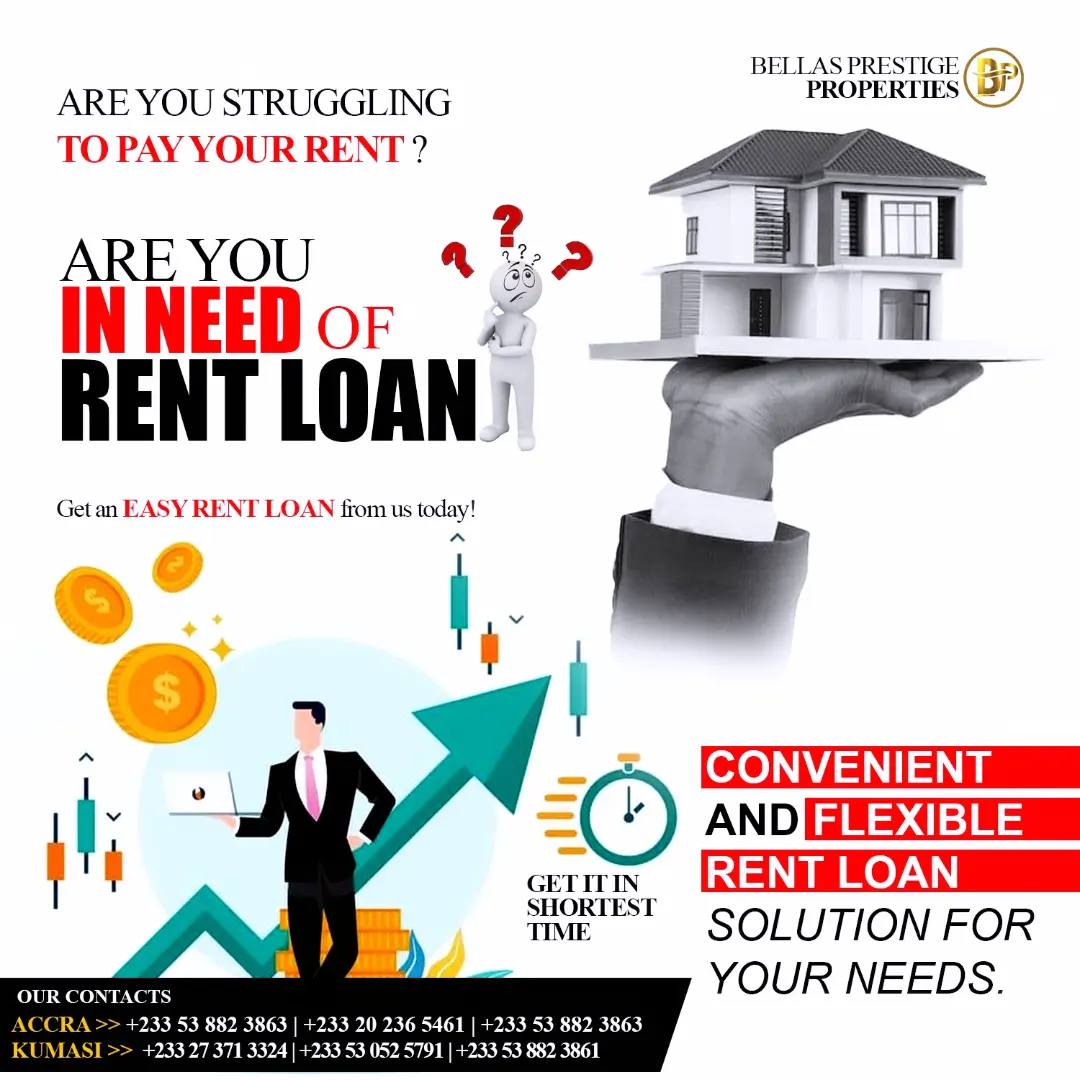 BELLAS PRESTIGE
PROPERTIES
BP
ARE YOU STRUGGLING
TO PAY YOUR RENT ?
ARE YOU
IN NEED OF
RENT LOAN
Get an EASY RENT LOAN from us today!
GET IT IN
SHORTEST
TIME
CONVENIENT
AND FLEXIBLE
RENT LOAN
SOLUTION FOR
YOUR NEEDS.
OUR CONTACTS
ACCRA >> +233 53 882 3863 | +233 20 236 5461 | +233 53 882 3863
KUMASI >> +233 27 371 3324 | +233 53 052 5791 | +233 53 882 3861